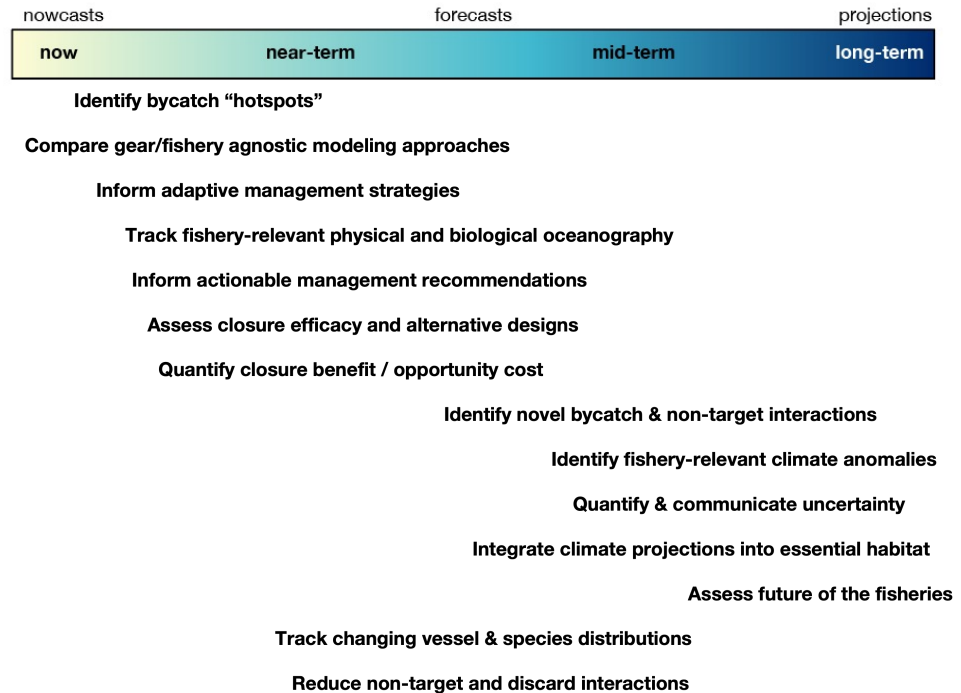 nowcasts forecasts projections
now near-term mid-term long-term
Identify bycatch “hotspots”
Compare gear/fishery agnostic modeling approaches
Inform adaptive management strategies
Track fishery-relevant physical and biological oceanography
Inform actionable management recommendations
Assess closure efficacy and alternative designs
Quantify closure benefit / opportunity cost
Identify novel bycatch & non-target interactions
Identify fishery-relevant climate anomalies
Quantify & communicate uncertainty
Integrate climate projections into essential habitat
Assess future of the fisheries
Track changing vessel & species distributions
Reduce non-target and discard interactions